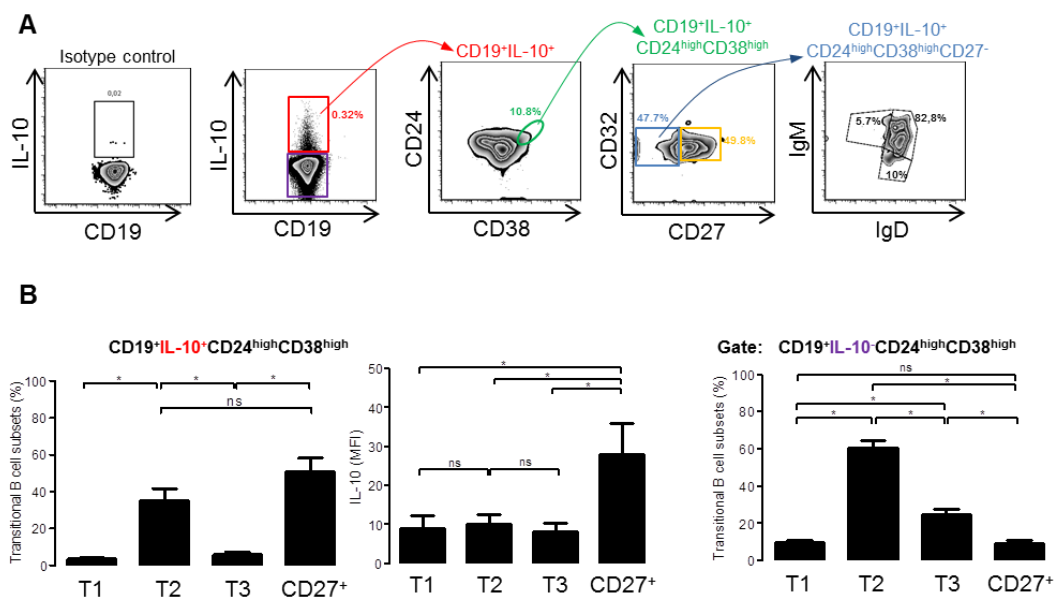 A
Isotype control
0,02
IL-10
CD19
IL-10
0.32%
CD19
CD19⁺IL-10⁺
CD24
10.8%
CD38
CD19⁺IL-10⁺
CD24ʰⁱᵍʰCD38ʰⁱᵍʰ
CD32
47.7%
49.8%
CD27
CD19⁺IL-10⁺
CD24ʰⁱᵍʰCD38ʰⁱᵍʰCD27⁻
IgM
5.7%
82,8%
10%
IgD
B
CD19⁺IL-10⁺CD24ʰⁱᵍʰCD38ʰⁱᵍʰ
Transitional B cell subsets (%)
100
80
60
40
20
0
* * *
ns
T1 T2 T3 CD27⁺
IL-10 (MFI)
50
40
30
20
10
0
*
*
*
ns ns
T1 T2 T3 CD27⁺
Gate: CD19⁺IL-10⁻CD24ʰⁱᵍʰCD38ʰⁱᵍʰ
Transitional B cell subsets (%)
100
80
60
40
20
0
ns
*
*
* * *
T1 T2 T3 CD27⁺